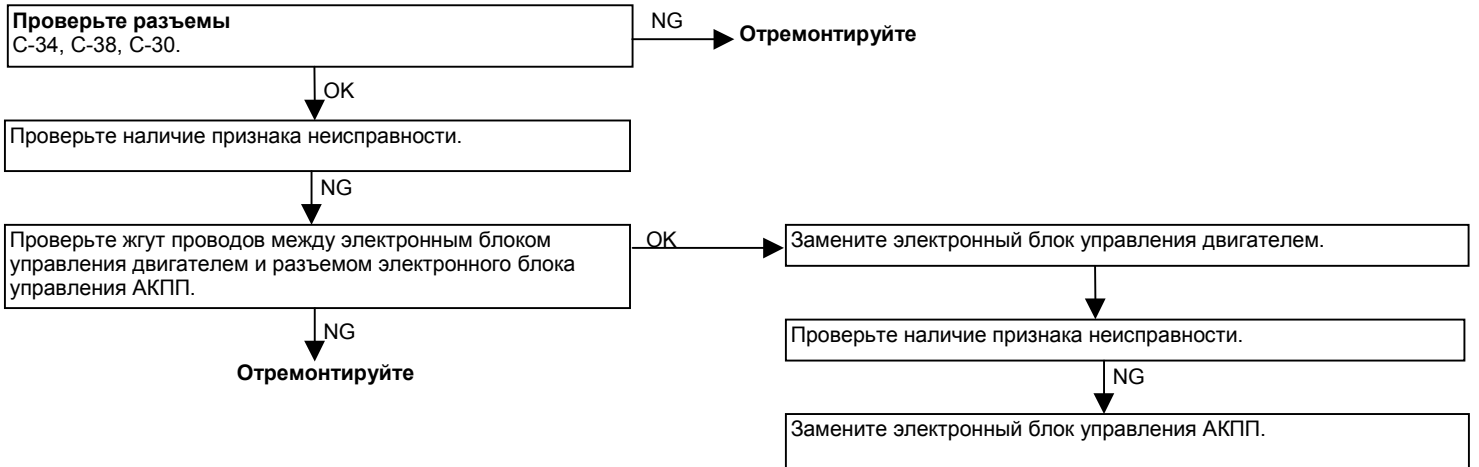 Проверьте разъемы
C-34, C-38, C-30.
NG
Отремонтируйте
OK
Проверьте наличие признака неисправности.
NG
Проверьте жгут проводов между электронным блоком
управления двигателем и разъемом электронного блока
управления АКПП.
OK
Замените электронный блок управления двигателем.
NG
Отремонтируйте
Проверьте наличие признака неисправности.
NG
Замените электронный блок управления АКПП.